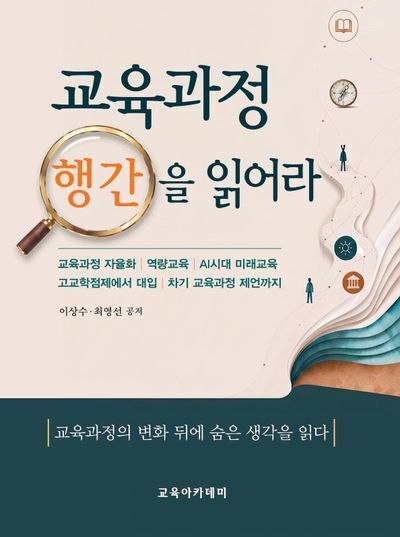 교육과정
행간을 읽어라
교육과정 자율화 | 역량교육 | AI시대 미래교육
고교학점제에서 대입 | 차기 교육과정 제언까지
이상수 · 최영선 공저
교육과정의 변화 뒤에 숨은 생각을 읽다
교육아카데미